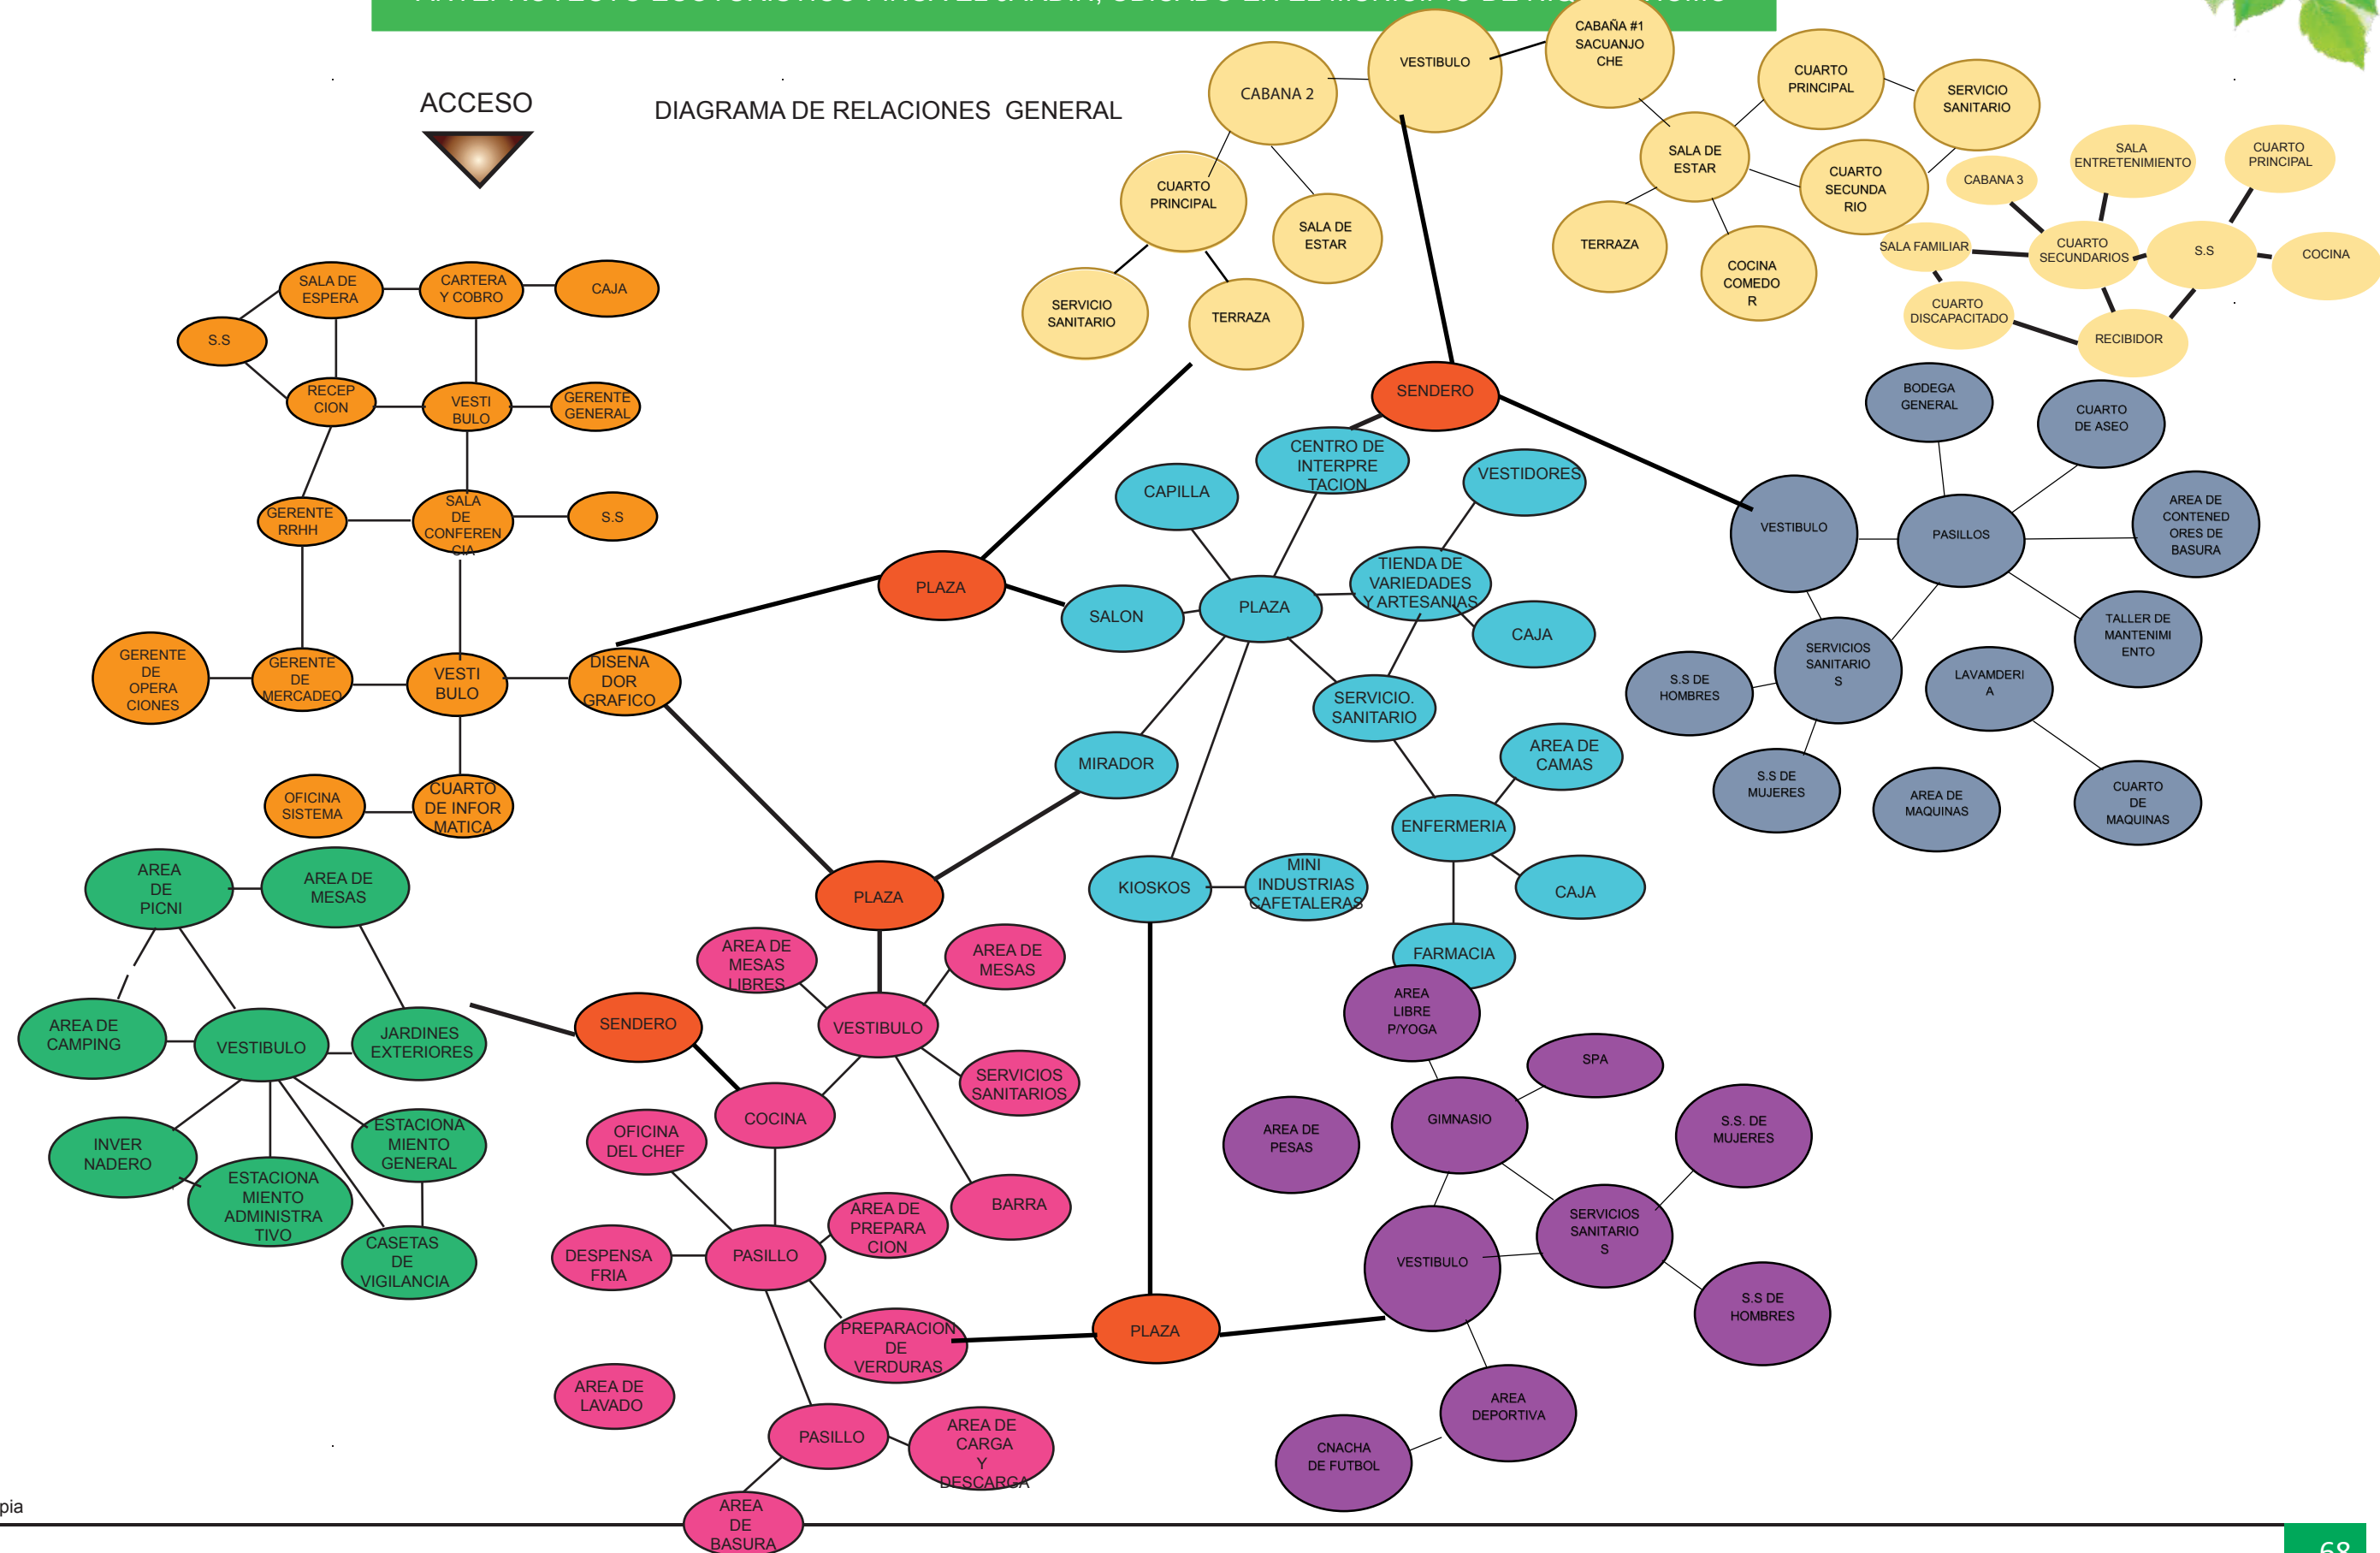 ACCESO
DIAGRAMA DE RELACIONES GENERAL
VESTIBULO
CABAÑA #1
SACUANJO
CHE
CABANA 2
CUARTO
PRINCIPAL
SERVICIO
SANITARIO
SALA DE
ESTAR
CUARTO
SECUNDA
RIO
TERRAZA
COCINA
COMEDO
R
CUARTO
PRINCIPAL
SALA DE
ESTAR
SERVICIO
SANITARIO
TERRAZA
SALA
ENTRETENIMIENTO
CUARTO
PRINCIPAL
CABANA 3
SALA FAMILIAR
CUARTO
SECUNDARIOS
S.S
COCINA
CUARTO
DISCAPACITADO
RECIBIDOR
SALA DE
ESPERA
CARTERA
Y COBRO
CAJA
S.S
RECEP
CION
VESTI
BULO
GERENTE
GENERAL
GERENTE
RRHH
SALA
DE
CONFEREN
CIA
S.S
GERENTE
DE
OPERA
CIONES
GERENTE
DE
MERCADEO
VESTI
BULO
DISENA
DOR
GRAFICO
OFICINA
SISTEMA
CUARTO
DE INFOR
MATICA
SENDERO
PLAZA
CENTRO DE
INTERPRE
TACION
VESTIDORES
CAPILLA
TIENDA DE
VARIEDADES
Y ARTESANIAS
SALON
PLAZA
CAJA
SERVICIO.
SANITARIO
MIRADOR
AREA DE
CAMAS
ENFERMERIA
KIOSKOS
MINI
INDUSTRIAS
CAFETALERAS
CAJA
FARMACIA
BODEGA
GENERAL
CUARTO
DE ASEO
VESTIBULO
PASILLOS
AREA DE
CONTENED
ORES DE
BASURA
TALLER DE
MANTENIMI
ENTO
SERVICIOS
SANITARIO
S
S.S DE
HOMBRES
LAVAMDERI
A
S.S DE
MUJERES
AREA DE
MAQUINAS
CUARTO
DE
MAQUINAS
AREA
DE
PICNI
AREA DE
MESAS
AREA DE
CAMPING
VESTIBULO
JARDINES
EXTERIORES
INVER
NADERO
ESTACIONA
MIENTO
GENERAL
ESTACIONA
MIENTO
ADMINISTRA
TIVO
CASETAS
DE
VIGILANCIA
PLAZA
SENDERO
AREA DE
MESAS
LIBRES
AREA DE
MESAS
VESTIBULO
SERVICIOS
SANITARIOS
COCINA
OFICINA
DEL CHEF
BARRA
AREA DE
PREPARA
CION
DESPENSA
FRIA
PASILLO
PREPARACION
DE
VERDURAS
AREA DE
LAVADO
PASILLO
AREA DE
CARGA
Y
DESCARGA
AREA
DE
BASURA
PLAZA
AREA
LIBRE
P/YOGA
SPA
GIMNASIO
AREA DE
PESAS
S.S. DE
MUJERES
SERVICIOS
SANITARIO
S
VESTIBULO
S.S DE
HOMBRES
AREA
DEPORTIVA
CNACHA
DE FUTBOL
pia
68